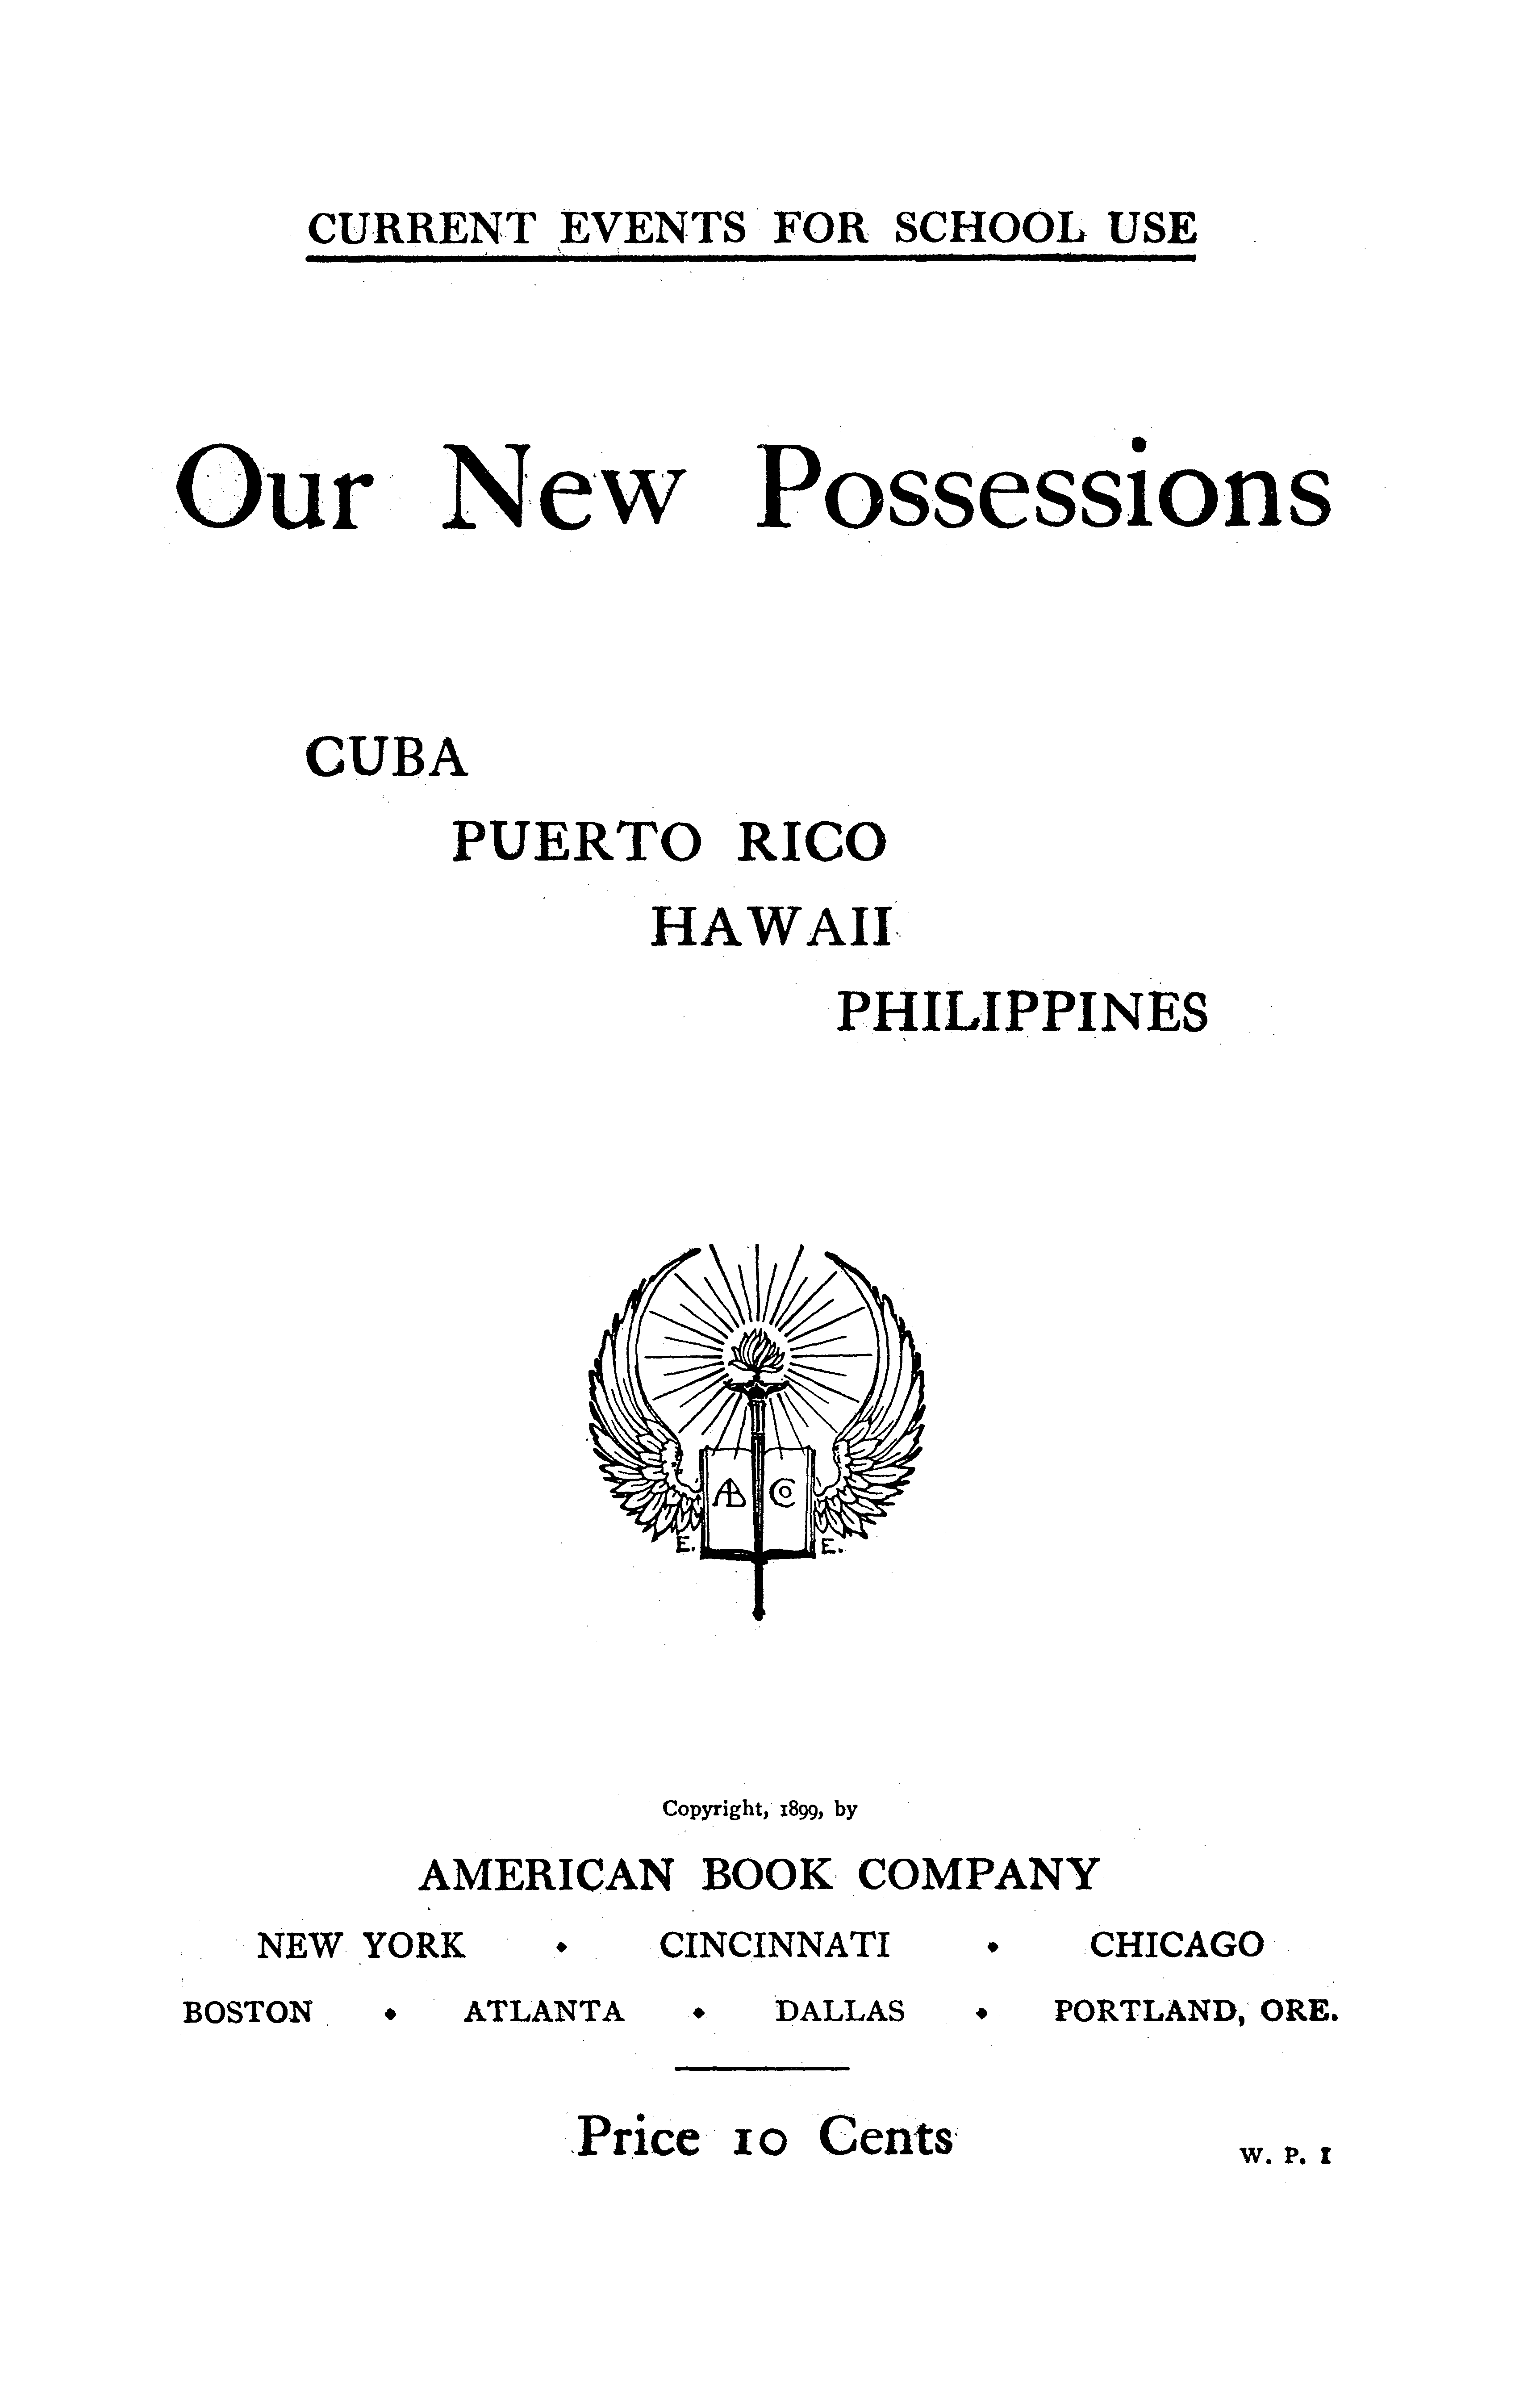 CURRENT EVENTS FOR SCHOOL USE
Our New Possessions
CUBA
PUERTO RICO
HAWAII
PHILIPPINES
AB CO
E. E.
Copyright, 1899, by
AMERICAN BOOK COMPANY
NEW YORK • CINCINNATI • CHICAGO
BOSTON • ATLANTA • DALLAS • PORTLAND, ORE.
Price 10 Cents
W. P. I